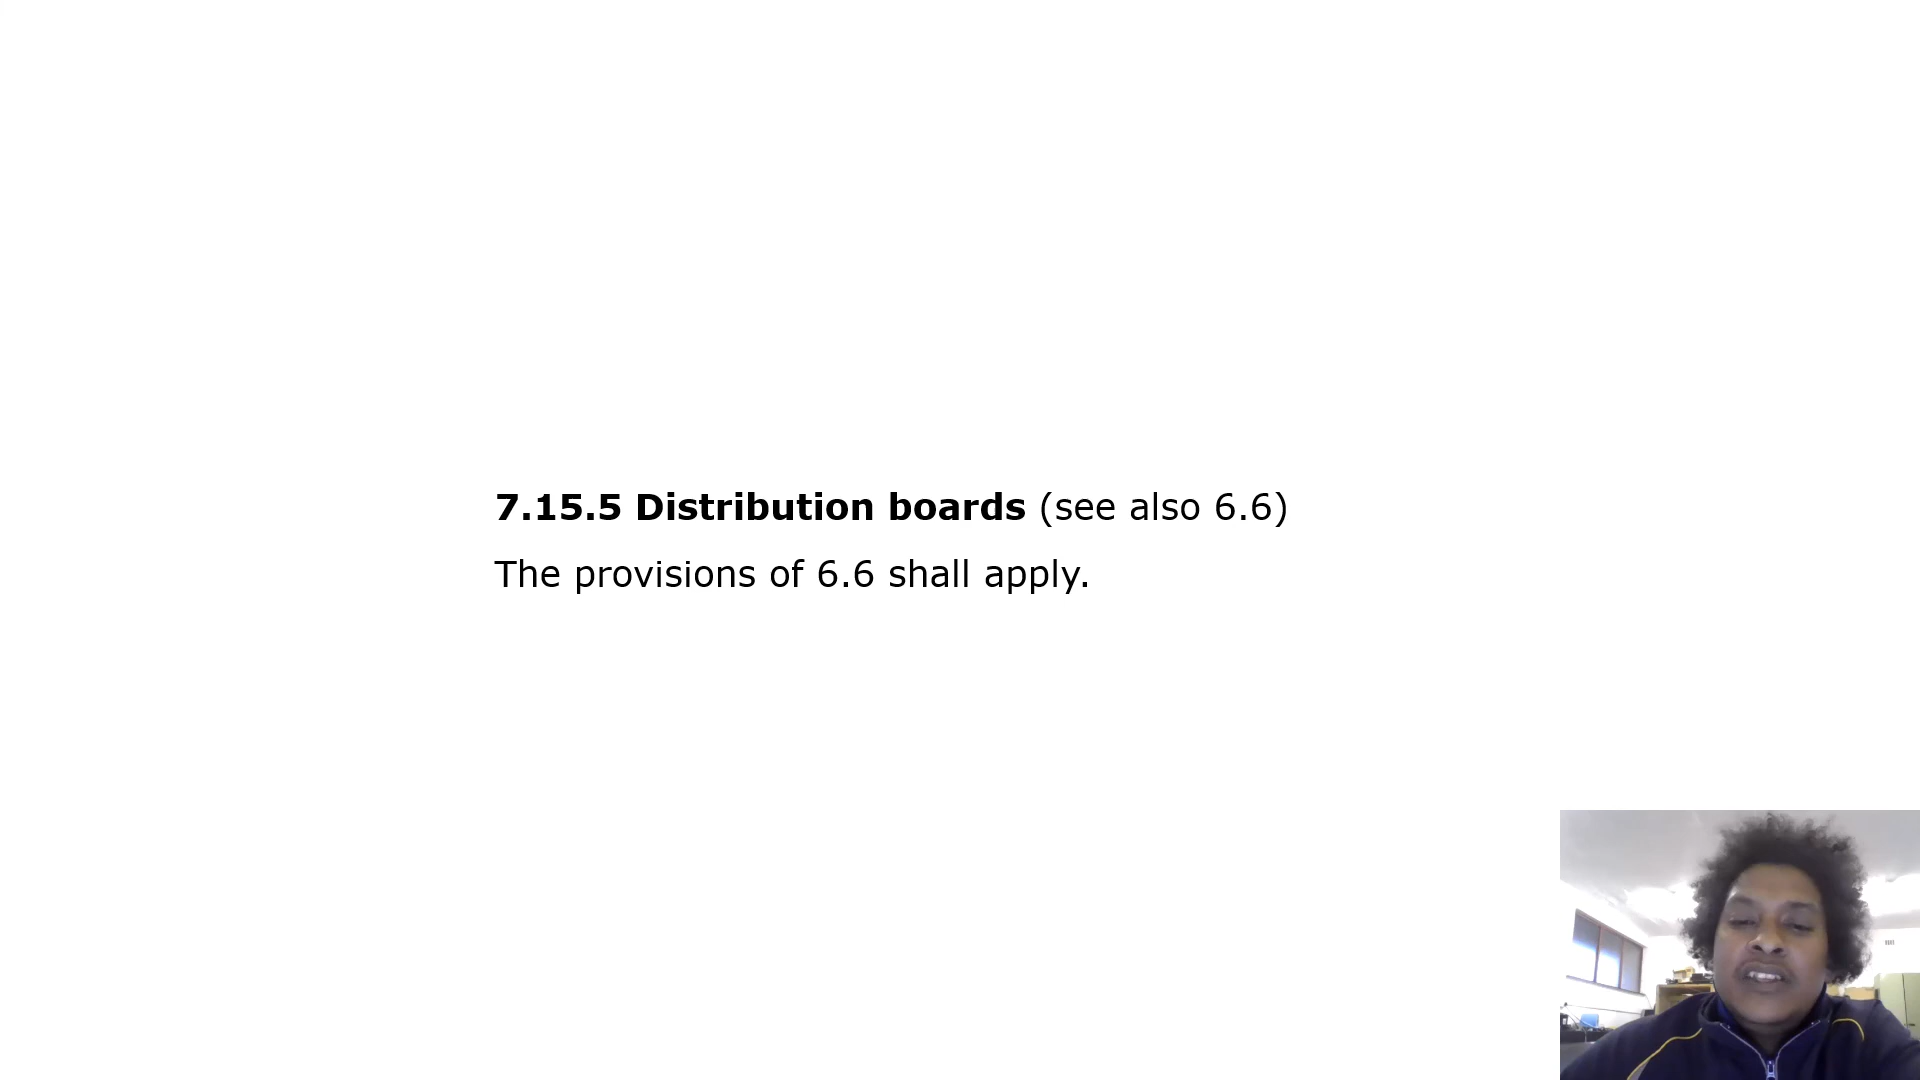 7.15.5 Distribution boards (see also 6.6)
The provisions of 6.6 shall apply.